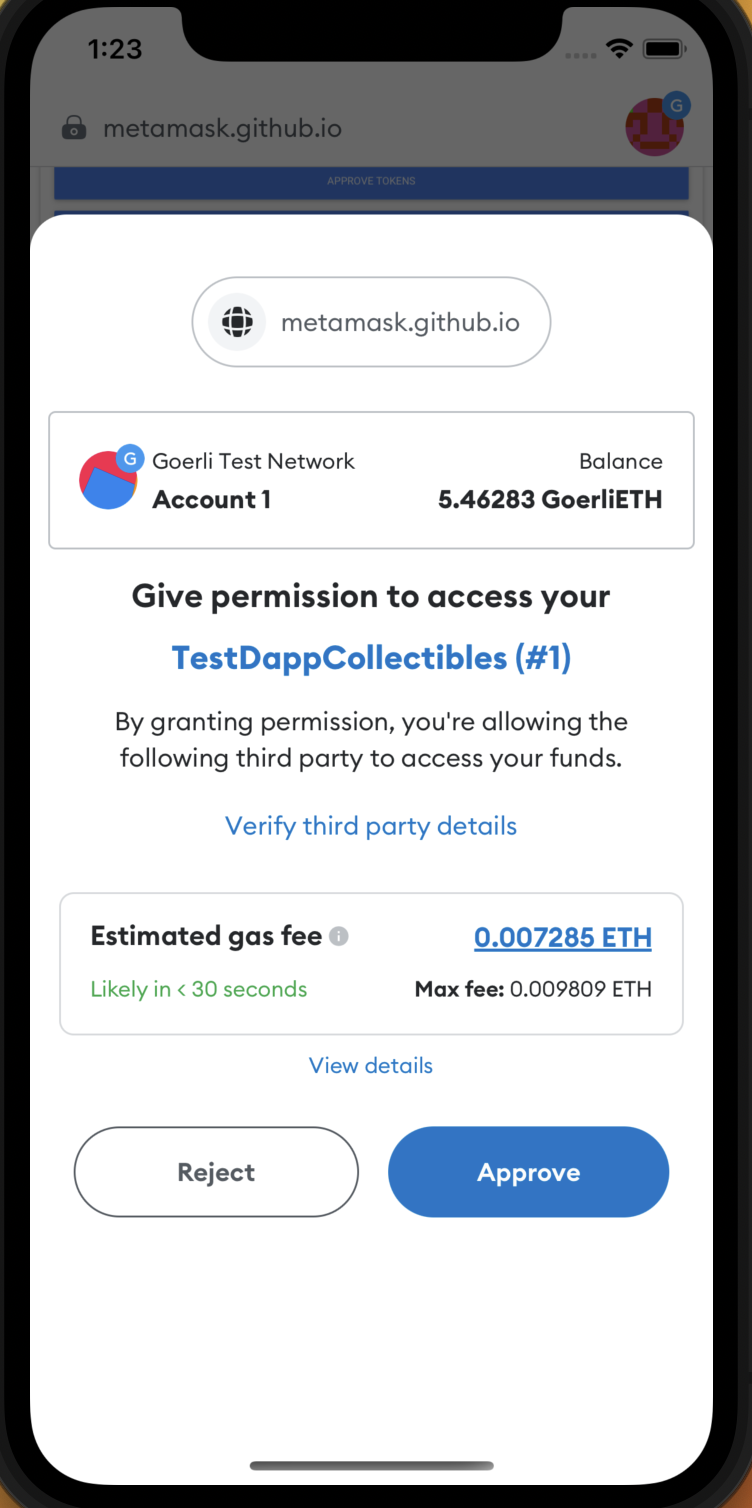 1:23
metamask.github.io
G
APPROVE TOKENS
metamask.github.io
G
Goerli Test Network
Balance
Account 1
5.46283 GoerliETH
Give permission to access your
TestDappCollectibles (#1)
By granting permission, you're allowing the
following third party to access your funds.
Verify third party details
Estimated gas fee
0.007285 ETH
Likely in < 30 seconds
Max fee: 0.009809 ETH
View details
Reject
Approve